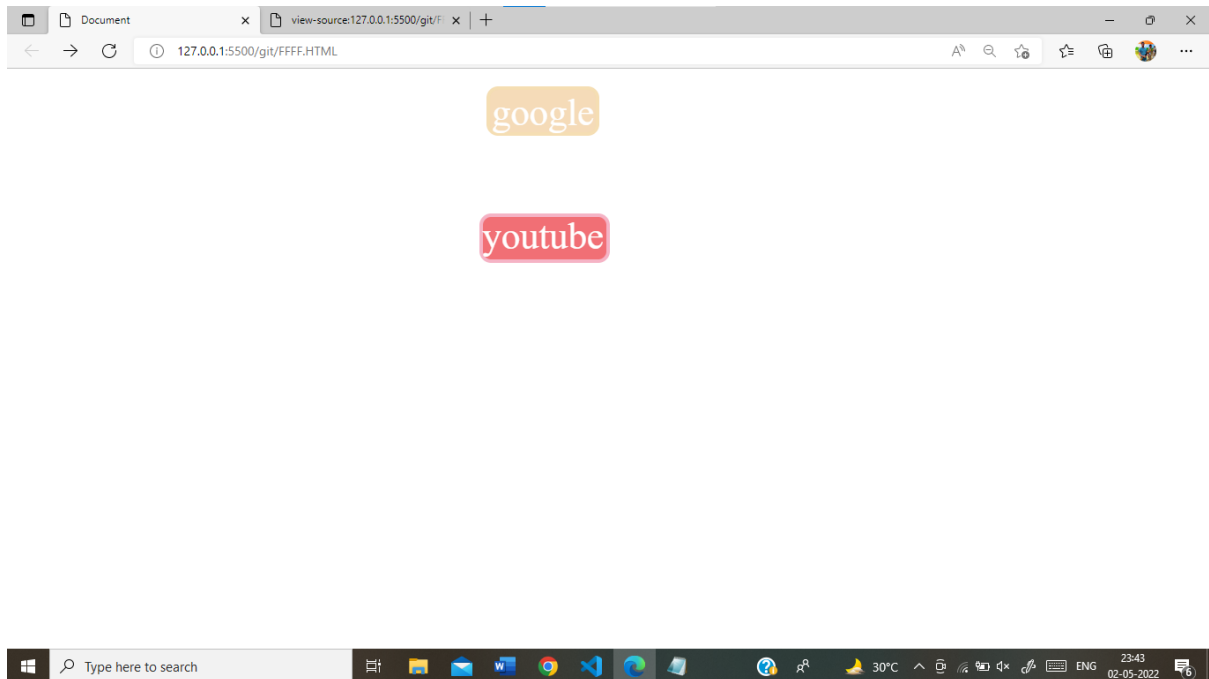 Document
view-source:127.0.0.1:5500/git/F
127.0.0.1:5500/git/FFFF.HTML
google
youtube
Type here to search
30°C
ENG
23:43
02-05-2022
6